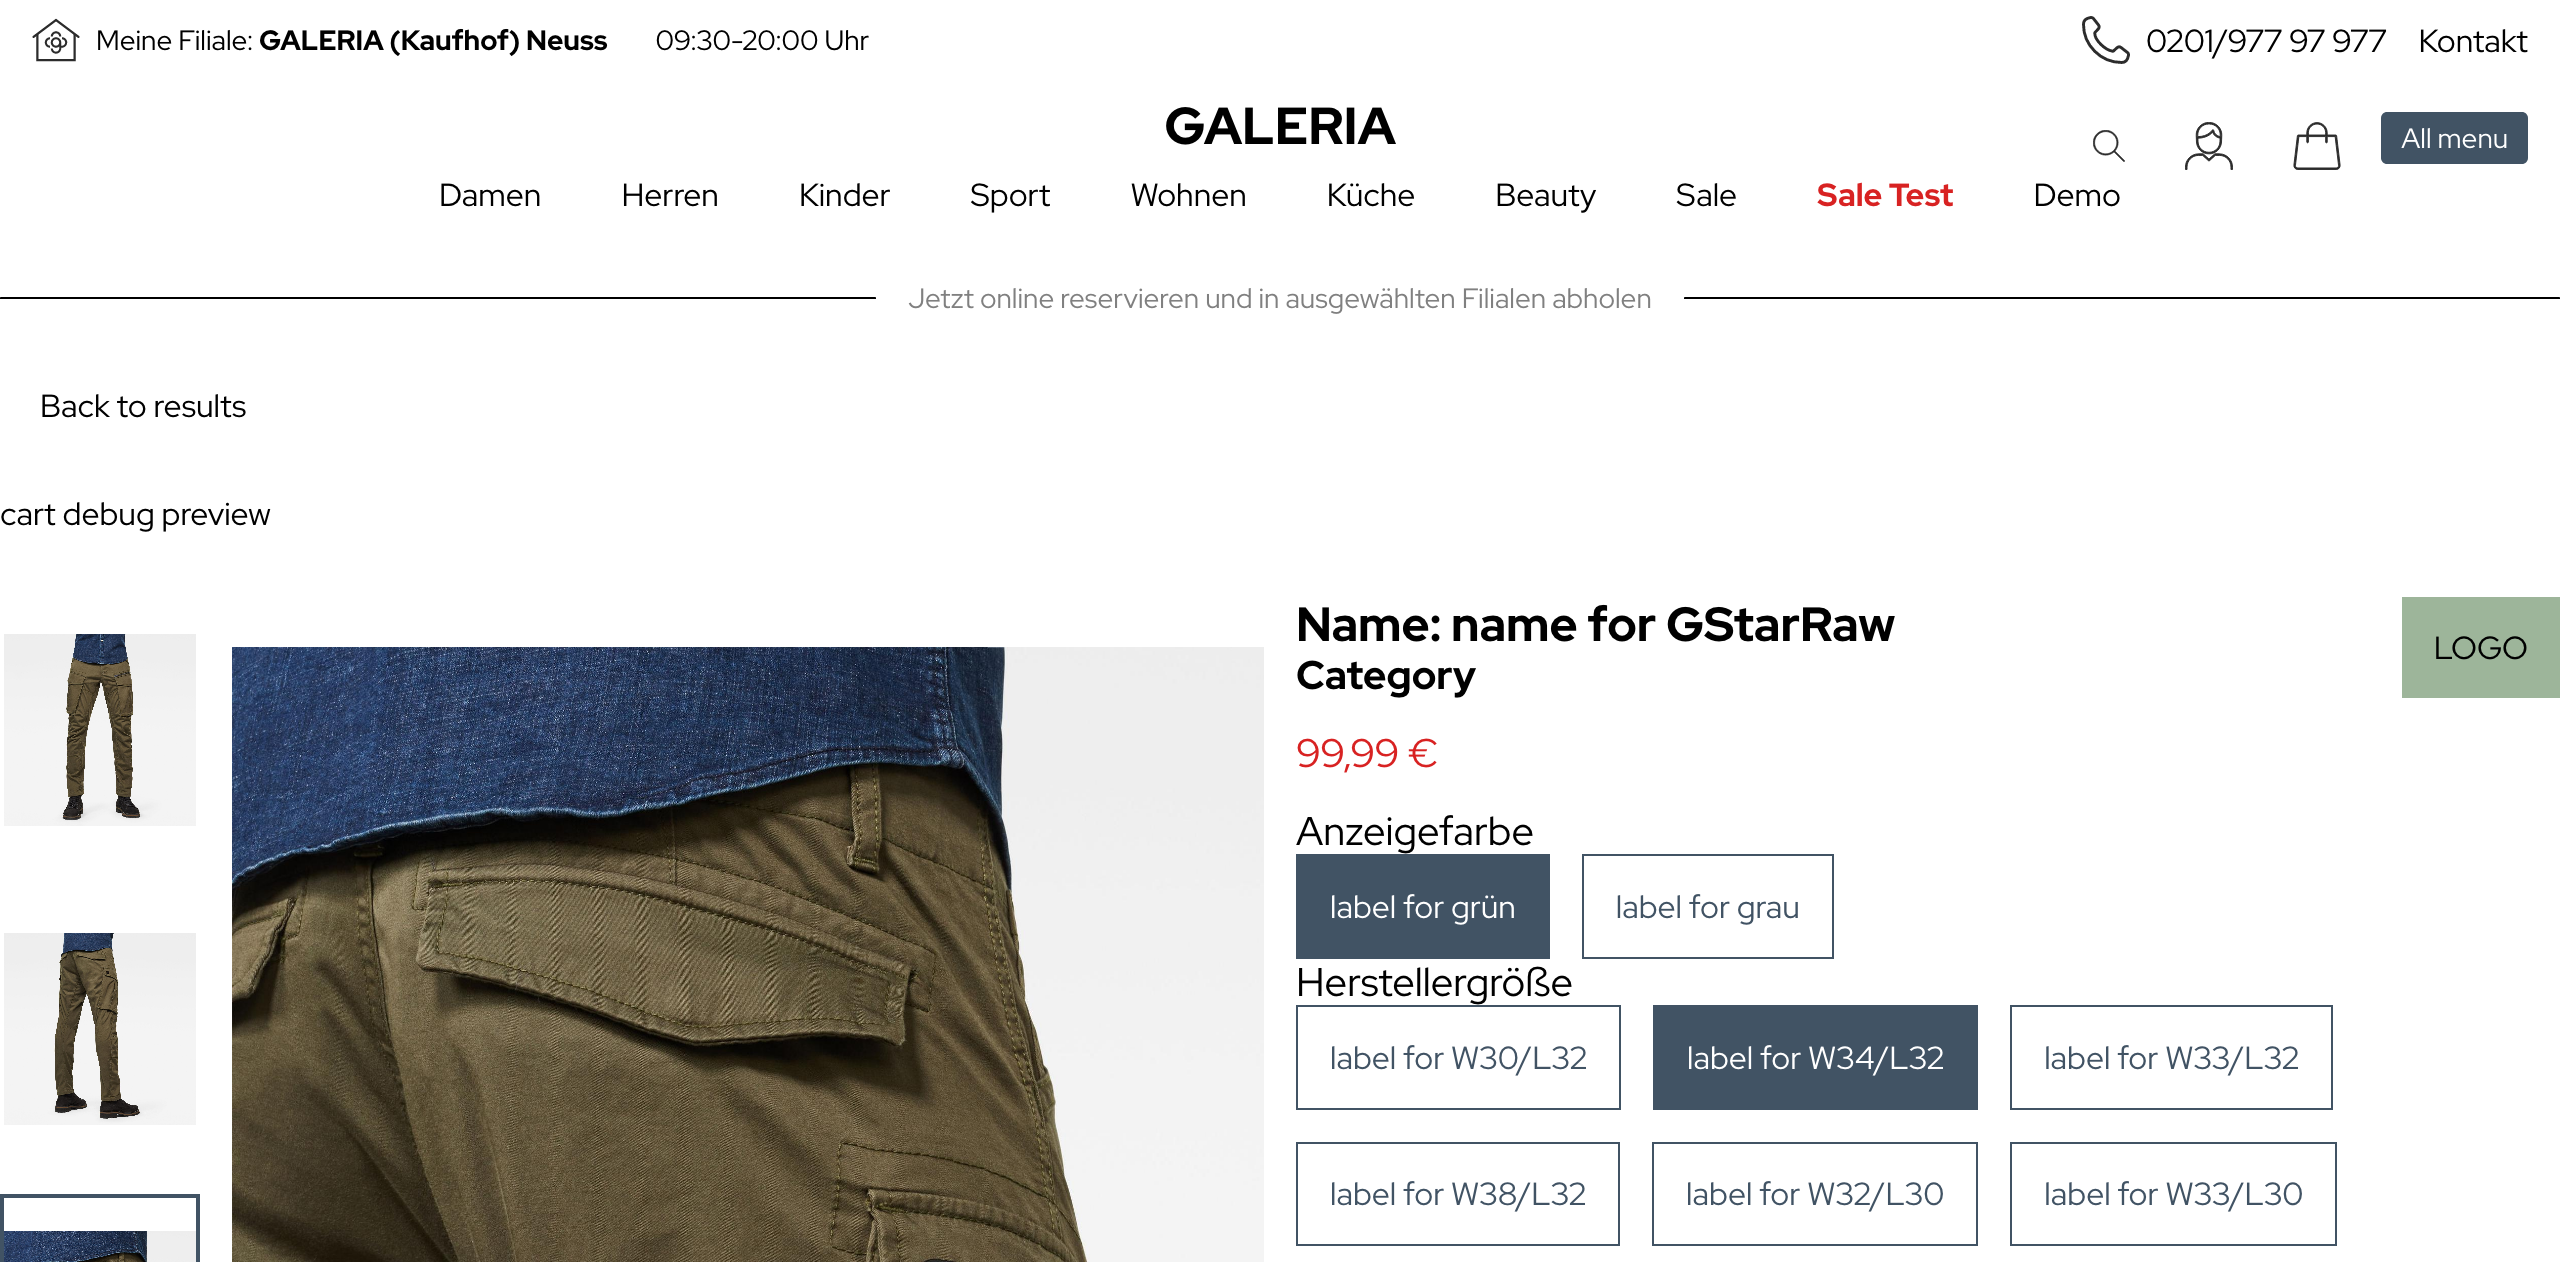 Meine Filiale: GALERIA (Kaufhof) Neuss 09:30-20:00 Uhr 0201/977 97 977 Kontakt
GALERIA
All menu
Damen Herren Kinder Sport Wohnen Küche Beauty Sale Sale Test Demo
Jetzt online reservieren und in ausgewählten Filialen abholen
Back to results
cart debug preview
Name: name for GStarRaw
LOGO
Category
99,99 €
Anzeigefarbe
label for grün label for grau
Herstellergröße
label for W30/L32 label for W34/L32 label for W33/L32
label for W38/L32 label for W32/L30 label for W33/L30